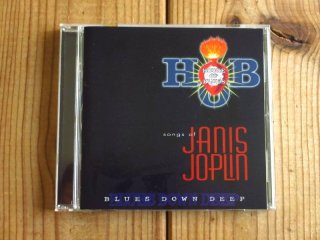 HOB
songs of
JANIS
JOPLIN
BLUES DOWN DEEP